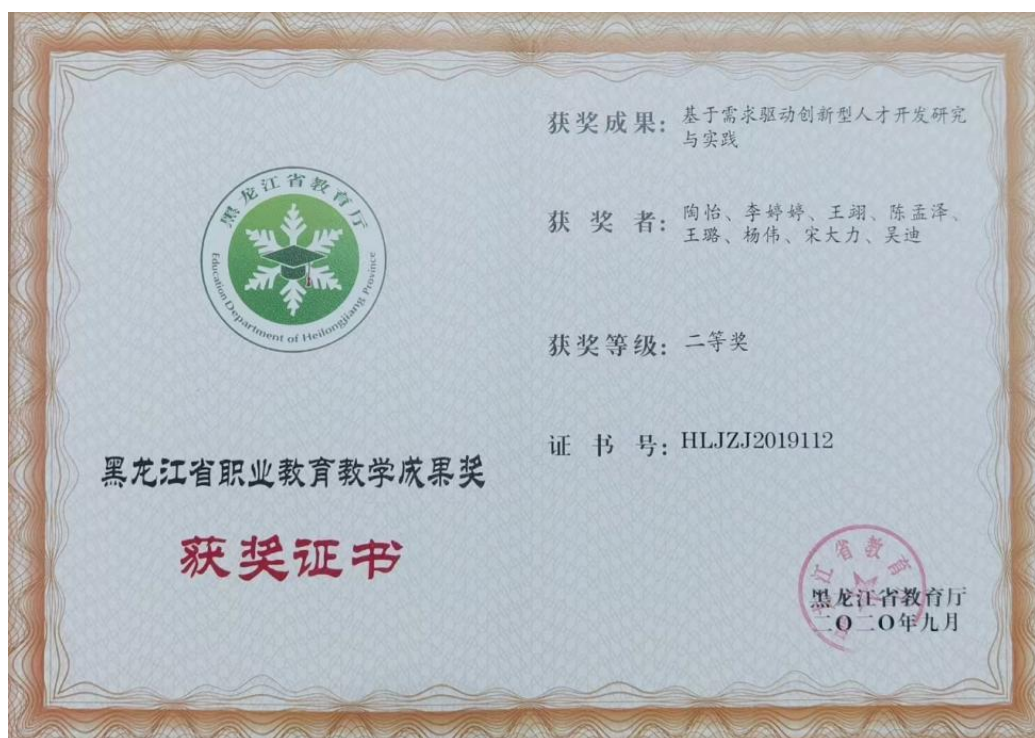 黑龙江省教育厅
Education Department of Heilongjiang Province
黑龙江省职业教育教学成果奖
获奖证书
获奖成果：基于需求驱动创新型人才开发研究
与实践
获奖者：陶怡、李婷婷、王翊、陈孟泽、
王璐、杨伟、宋大力、吴迪
获奖等级：二等奖
证书号：HLJZJ2019112
江省教育
黑龙江省教育厅
二〇二〇年九月